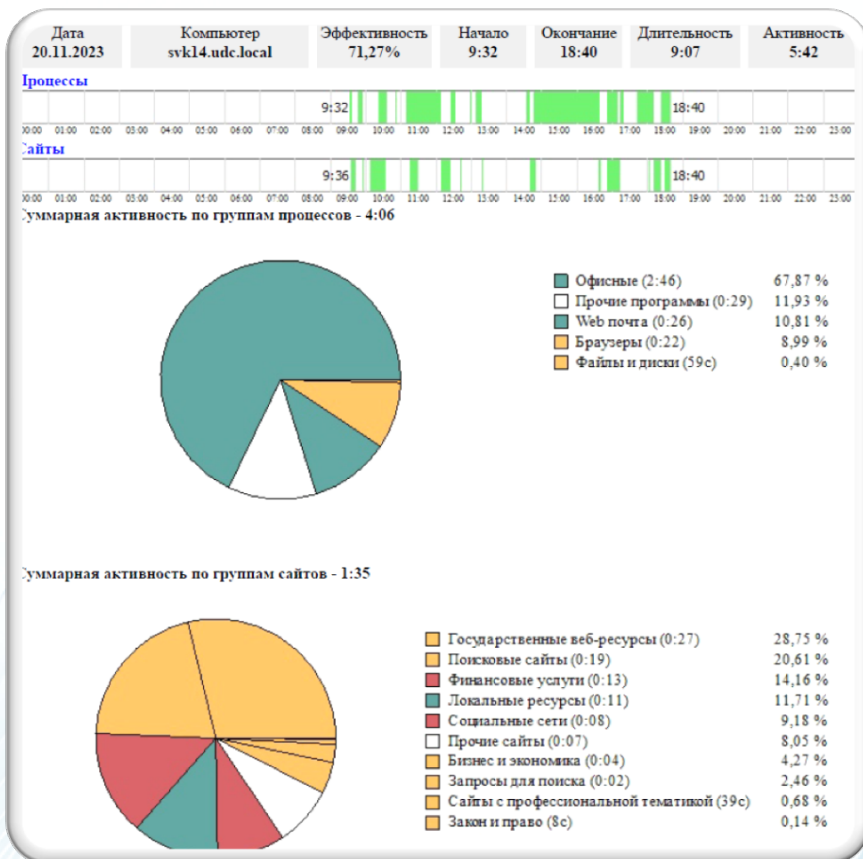 Дата Компьютер Эффективность Начало Окончание Длительность Активность
20.11.2023 svk14.udc.local 71,27% 9:32 18:40 9:07 5:42
Процессы
9:32 18:40
00:00 01:00 02:00 03:00 04:00 05:00 06:00 07:00 08:00 09:00 10:00 11:00 12:00 13:00 14:00 15:00 16:00 17:00 18:00 19:00 20:00 21:00 22:00 23:00
Сайты
9:36 18:40
00:00 01:00 02:00 03:00 04:00 05:00 06:00 07:00 08:00 09:00 10:00 11:00 12:00 13:00 14:00 15:00 16:00 17:00 18:00 19:00 20:00 21:00 22:00 23:00
Суммарная активность по группам процессов - 4:06
Офисные (2:46) 67,87 %
Прочие программы (0:29) 11,93 %
Web почта (0:26) 10,81 %
Браузеры (0:22) 8,99 %
Файлы и диски (59с) 0,40 %
Суммарная активность по группам сайтов - 1:35
Государственные веб-ресурсы (0:27) 28,75 %
Поисковые сайты (0:19) 20,61 %
Финансовые услуги (0:13) 14,16 %
Локальные ресурсы (0:11) 11,71 %
Социальные сети (0:08) 9,18 %
Прочие сайты (0:07) 8,05 %
Бизнес и экономика (0:04) 4,27 %
Запросы для поиска (0:02) 2,46 %
Сайты с профессиональной тематикой (39с) 0,68 %
Закон и право (8с) 0,14 %